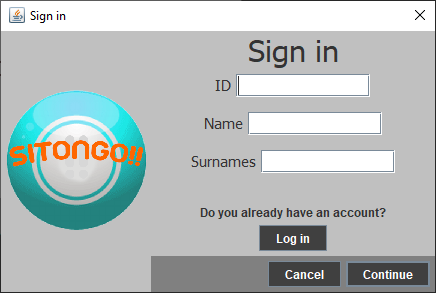 Sign in
Sign in
ID
Name
SITONGO!!
Surnames
Do you already have an account?
Log in
Cancel Continue